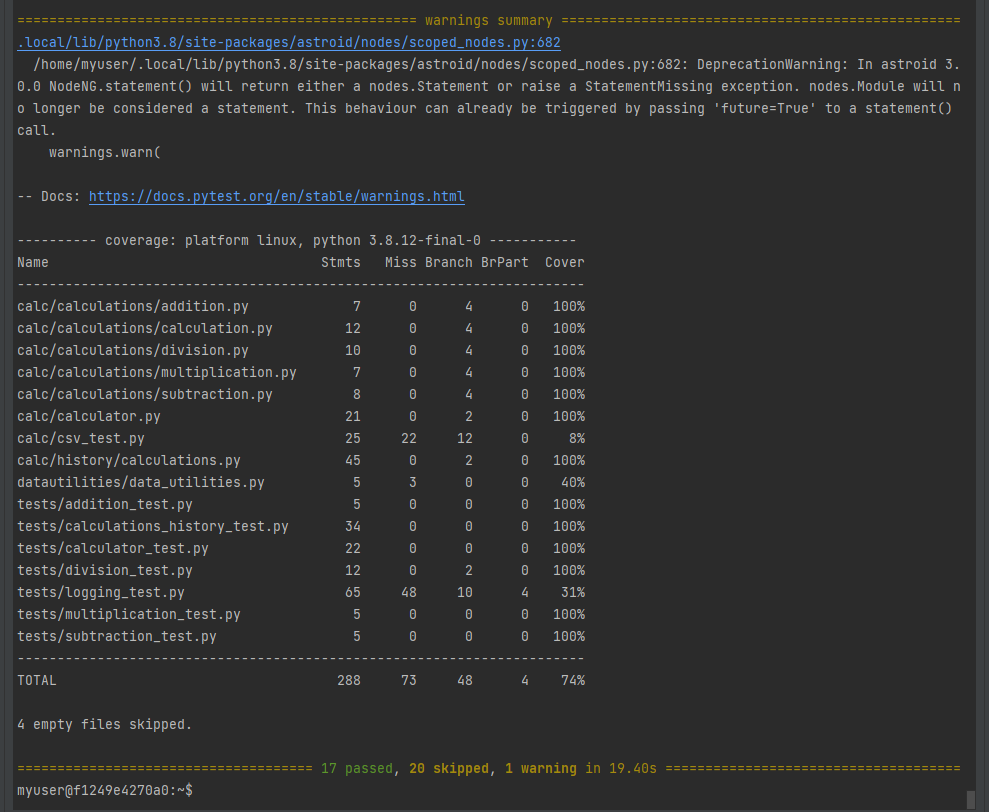 ================================================== warnings summary ==================================================
.local/lib/python3.8/site-packages/astroid/nodes/scoped_nodes.py:682
  /home/myuser/.local/lib/python3.8/site-packages/astroid/nodes/scoped_nodes.py:682: DeprecationWarning: In astroid 3.
0.0 NodeNG.statement() will return either a nodes.Statement or raise a StatementMissing exception. nodes.Module will n
o longer be considered a statement. This behaviour can already be triggered by passing 'future=True' to a statement()
call.
    warnings.warn(
-- Docs: https://docs.pytest.org/en/stable/warnings.html
---------- coverage: platform linux, python 3.8.12-final-0 -----------
Name                                  Stmts   Miss Branch BrPart  Cover
-----------------------------------------------------------------------
calc/calculations/addition.py             7      0      4      0   100%
calc/calculations/calculation.py         12      0      4      0   100%
calc/calculations/division.py            10      0      4      0   100%
calc/calculations/multiplication.py       7      0      4      0   100%
calc/calculations/subtraction.py          8      0      4      0   100%
calc/calculator.py                       21      0      2      0   100%
calc/csv_test.py                         25     22     12      0     8%
calc/history/calculations.py             45      0      2      0   100%
datautilities/data_utilities.py           5      3      0      0    40%
tests/addition_test.py                    5      0      0      0   100%
tests/calculations_history_test.py       34      0      0      0   100%
tests/calculator_test.py                 22      0      0      0   100%
tests/division_test.py                   12      0      2      0   100%
tests/logging_test.py                    65     48     10      4    31%
tests/multiplication_test.py              5      0      0      0   100%
tests/subtraction_test.py                 5      0      0      0   100%
-----------------------------------------------------------------------
TOTAL                                   288     73     48      4    74%
4 empty files skipped.
===================================== 17 passed, 20 skipped, 1 warning in 19.40s =====================================
myuser@f1249e4270a0:~$